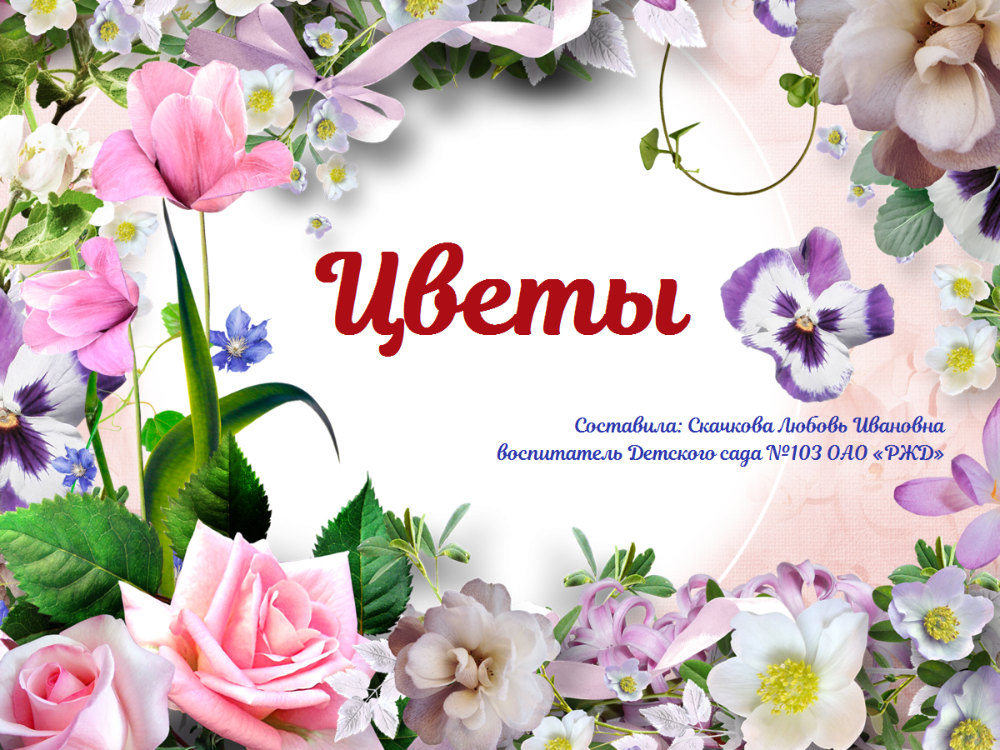 Цветы
Составила: Скачкова Любовь Ивановна
воспитатель Детского сада №103 ОАО «РЖД»